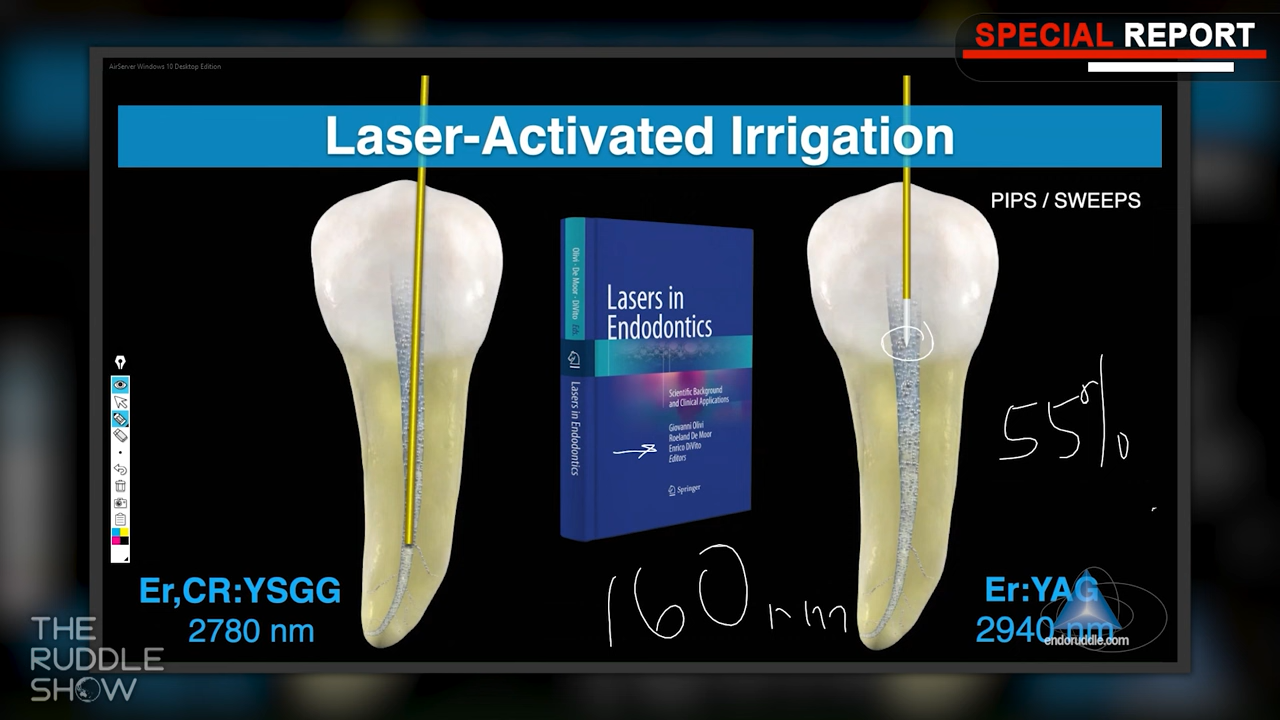 SPECIAL REPORT
AirServer Windows 10 Desktop Edition
Laser-Activated Irrigation
PIPS / SWEEPS
Olivi · De Moor · DiVito Eds.
Lasers in Endodontics
Lasers in
Endodontics
Scientific Background
and Clinical Applications
Giovanni Olivi
Roeland De Moor
Enrico DiVito
Editors
Springer
55%
160 nm
Er,CR:YSGG
2780 nm
Er:YAG
2940 nm
endoruddle.com
THE
RUDDLE
SHOW